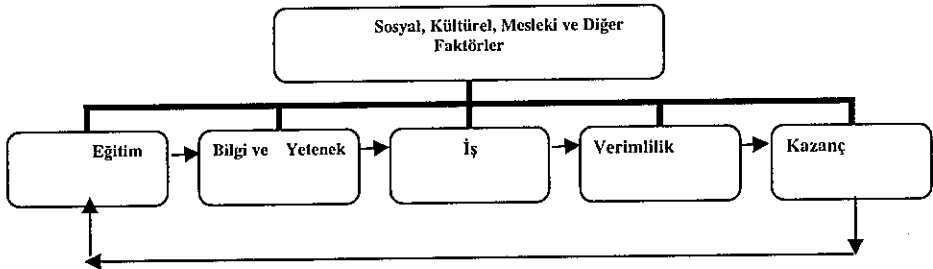 Sosyal, Kültürel, Mesleki ve Diğer
Faktörler
Eğitim
Bilgi ve Yetenek
İş
Verimlilik
Kazanç